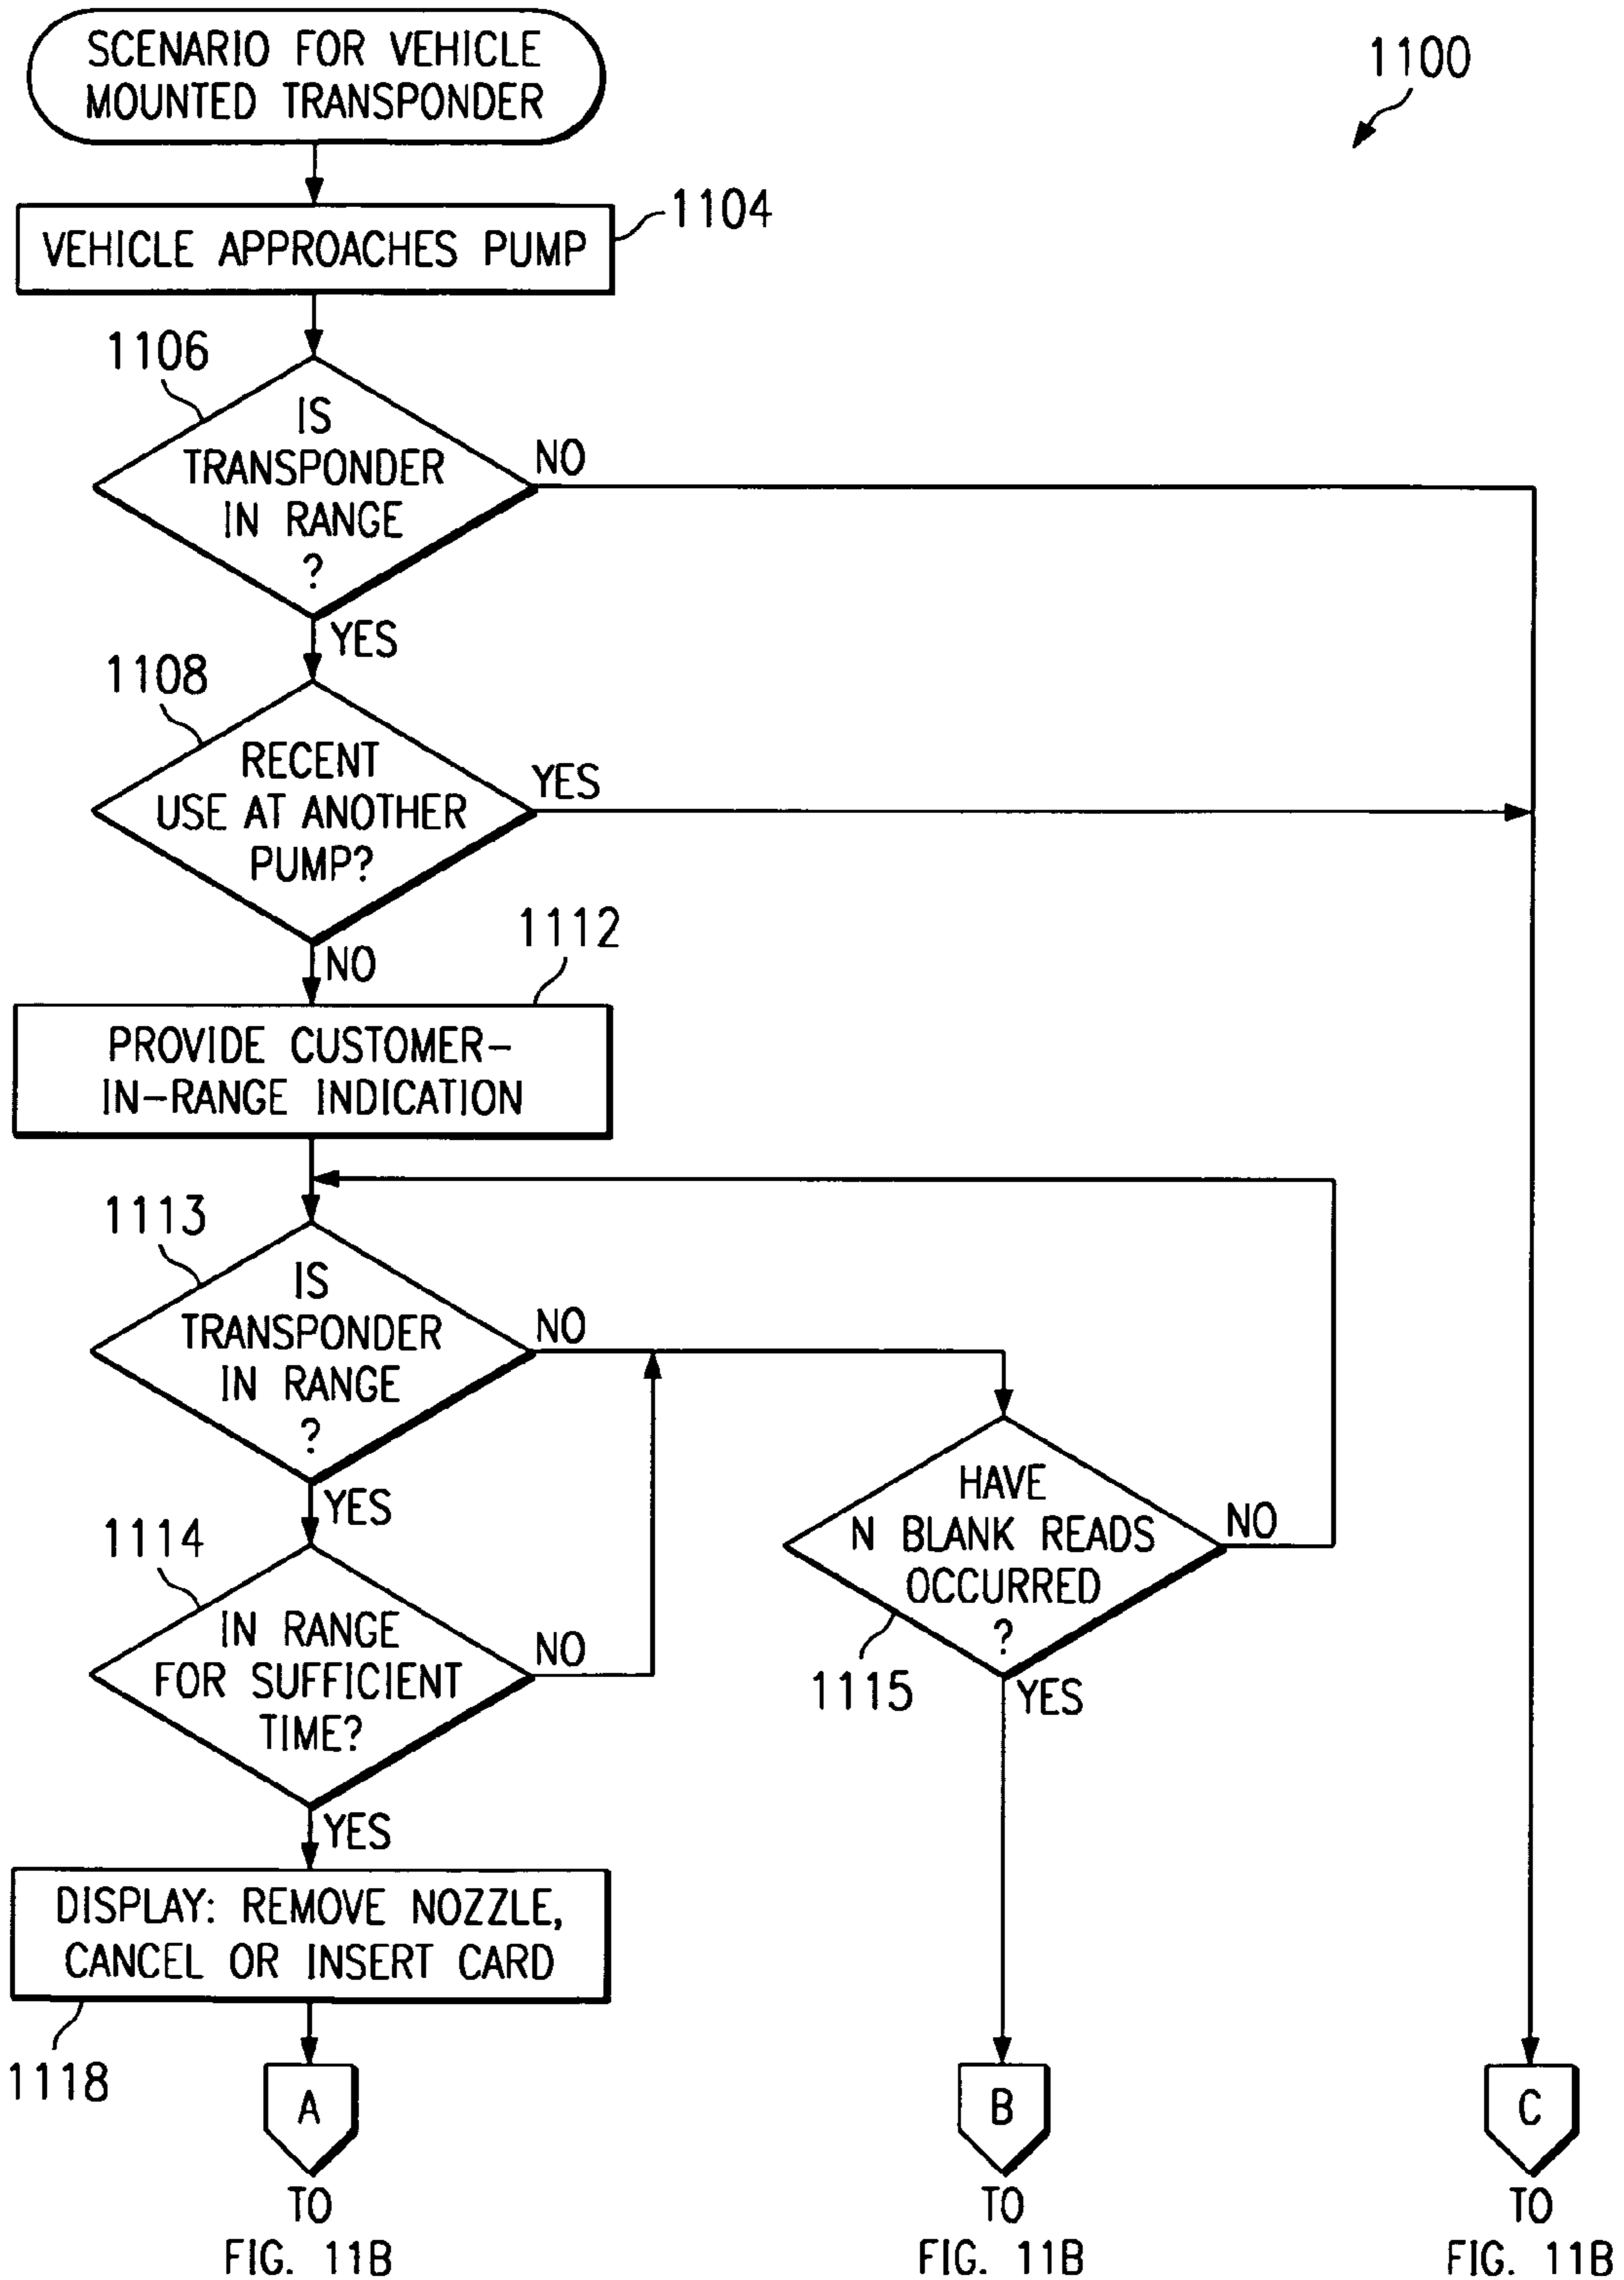 SCENARIO FOR VEHICLE
MOUNTED TRANSPONDER
1100
1104
VEHICLE APPROACHES PUMP
1106
IS
TRANSPONDER
IN RANGE
?
NO
YES
1108
RECENT
USE AT ANOTHER
PUMP?
YES
NO
1112
PROVIDE CUSTOMER–
IN–RANGE INDICATION
1113
IS
TRANSPONDER
IN RANGE
?
NO
YES
1114
IN RANGE
FOR SUFFICIENT
TIME?
NO
YES
HAVE
N BLANK READS
OCCURRED
?
NO
1115
YES
DISPLAY: REMOVE NOZZLE,
CANCEL OR INSERT CARD
1118
A
TO
FIG. 11B
B
TO
FIG. 11B
C
TO
FIG. 11B